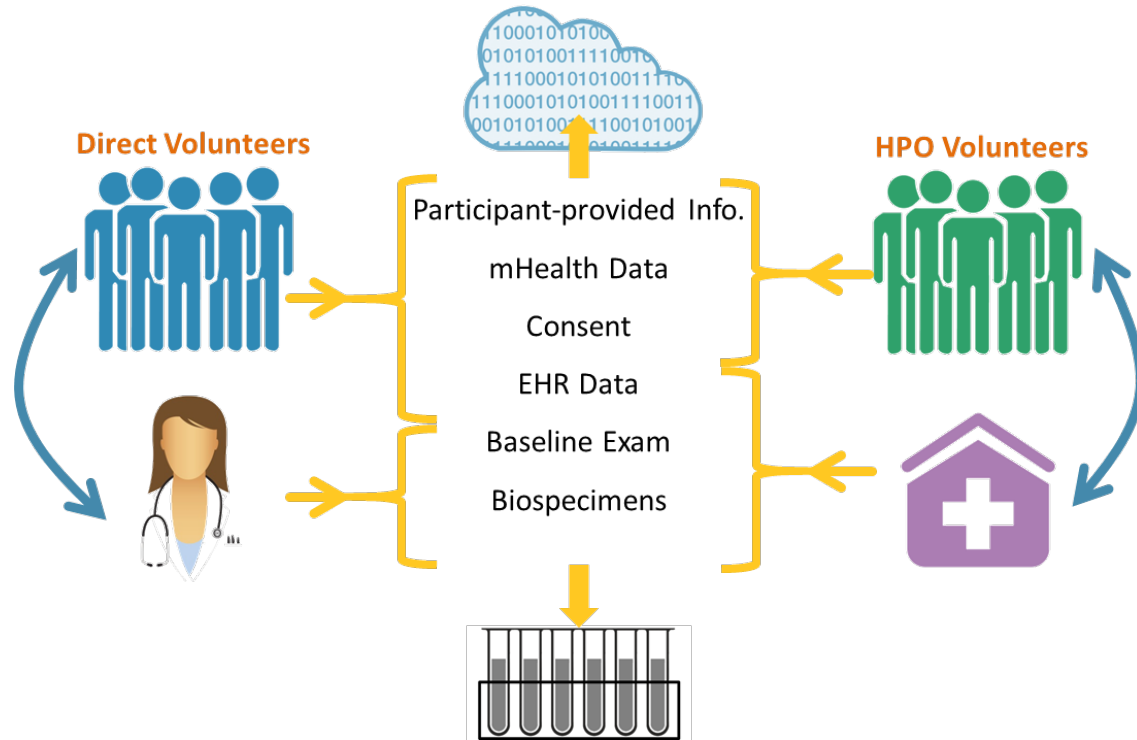 Direct Volunteers
HPO Volunteers
Participant-provided Info.
mHealth Data
Consent
EHR Data
Baseline Exam
Biospecimens